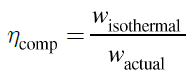 η_comp = w_isothermal / w_actual